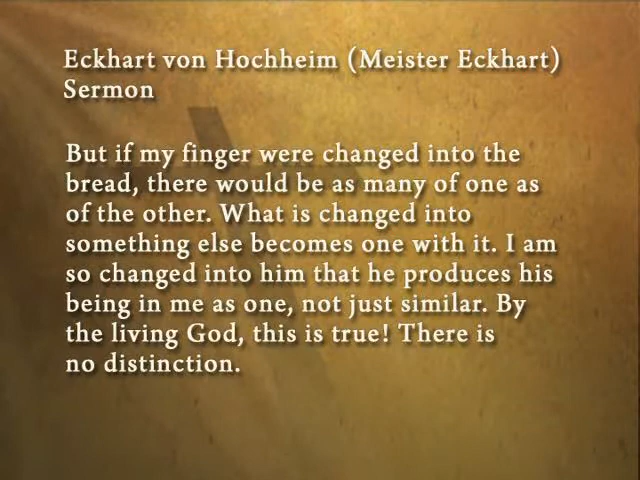 Eckhart von Hochheim (Meister Eckhart)
Sermon
But if my finger were changed into the
bread, there would be as many of one as
of the other. What is changed into
something else becomes one with it. I am
so changed into him that he produces his
being in me as one, not just similar. By
the living God, this is true! There is
no distinction.